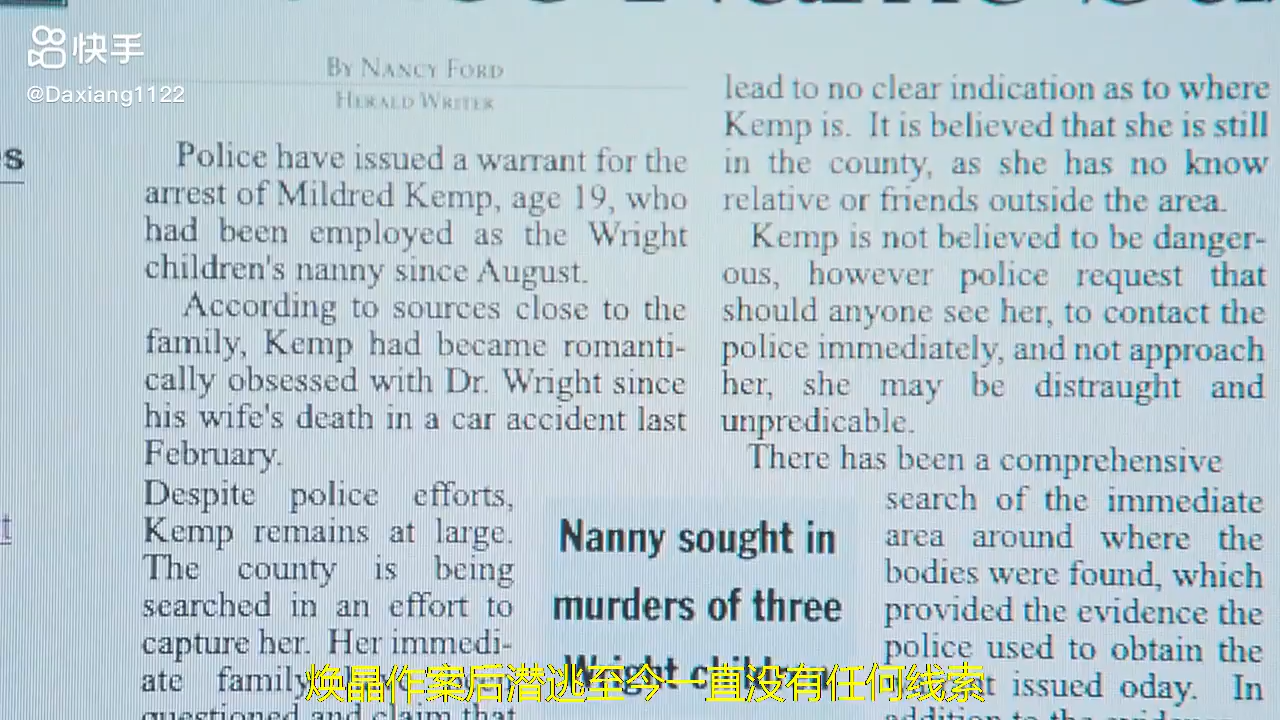 快手
@Daxiang1122
s
t
BY NANCY FORD
HERALD WRITER
Police have issued a warrant for the
arrest of Mildred Kemp, age 19, who
had been employed as the Wright
children's nanny since August.
According to sources close to the
family, Kemp had became romanti-
cally obsessed with Dr. Wright since
his wife's death in a car accident last
February.
Despite police efforts,
Kemp remains at large.
The county is being
searched in an effort to
capture her. Her immedi-
ate family
questioned and claim that
Nanny sought in
murders of three
Wright children
lead to no clear indication as to where
Kemp is. It is believed that she is still
in the county, as she has no know
relative or friends outside the area.
Kemp is not believed to be danger-
ous, however police request that
should anyone see her, to contact the
police immediately, and not approach
her, she may be distraught and
unpredicable.
There has been a comprehensive
search of the immediate
area around where the
bodies were found, which
provided the evidence the
police used to obtain the
issued oday. In
addition to the
焕晶作案后潜逃至今一直没有任何线索